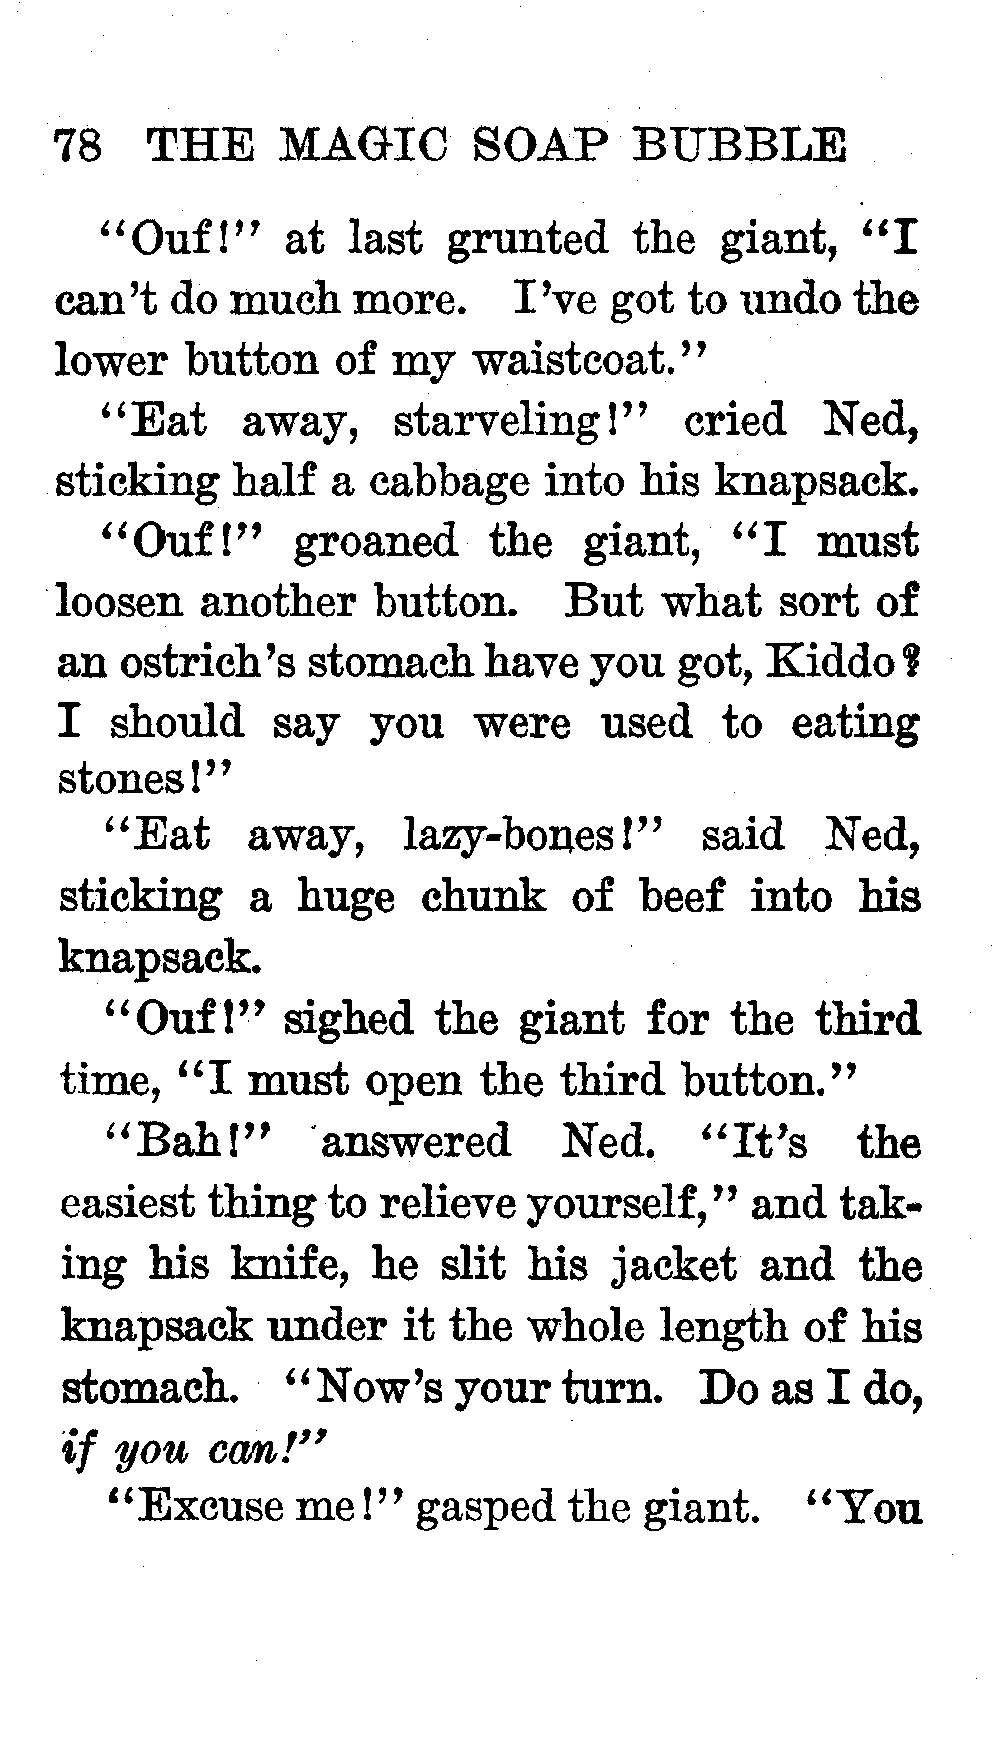 78 THE MAGIC SOAP BUBBLE
“Ouf!” at last grunted the giant, “I
can’t do much more. I’ve got to undo the
lower button of my waistcoat.”
“Eat away, starveling!” cried Ned,
sticking half a cabbage into his knapsack.
“Ouf!” groaned the giant, “I must
loosen another button. But what sort of
an ostrich’s stomach have you got, Kiddo?
I should say you were used to eating
stones!”
“Eat away, lazy-bones!” said Ned,
sticking a huge chunk of beef into his
knapsack.
“Ouf!” sighed the giant for the third
time, “I must open the third button.”
“Bah!” answered Ned. “It’s the
easiest thing to relieve yourself,” and tak-
ing his knife, he slit his jacket and the
knapsack under it the whole length of his
stomach. “Now’s your turn. Do as I do,
if you can!”
“Excuse me!” gasped the giant. “You